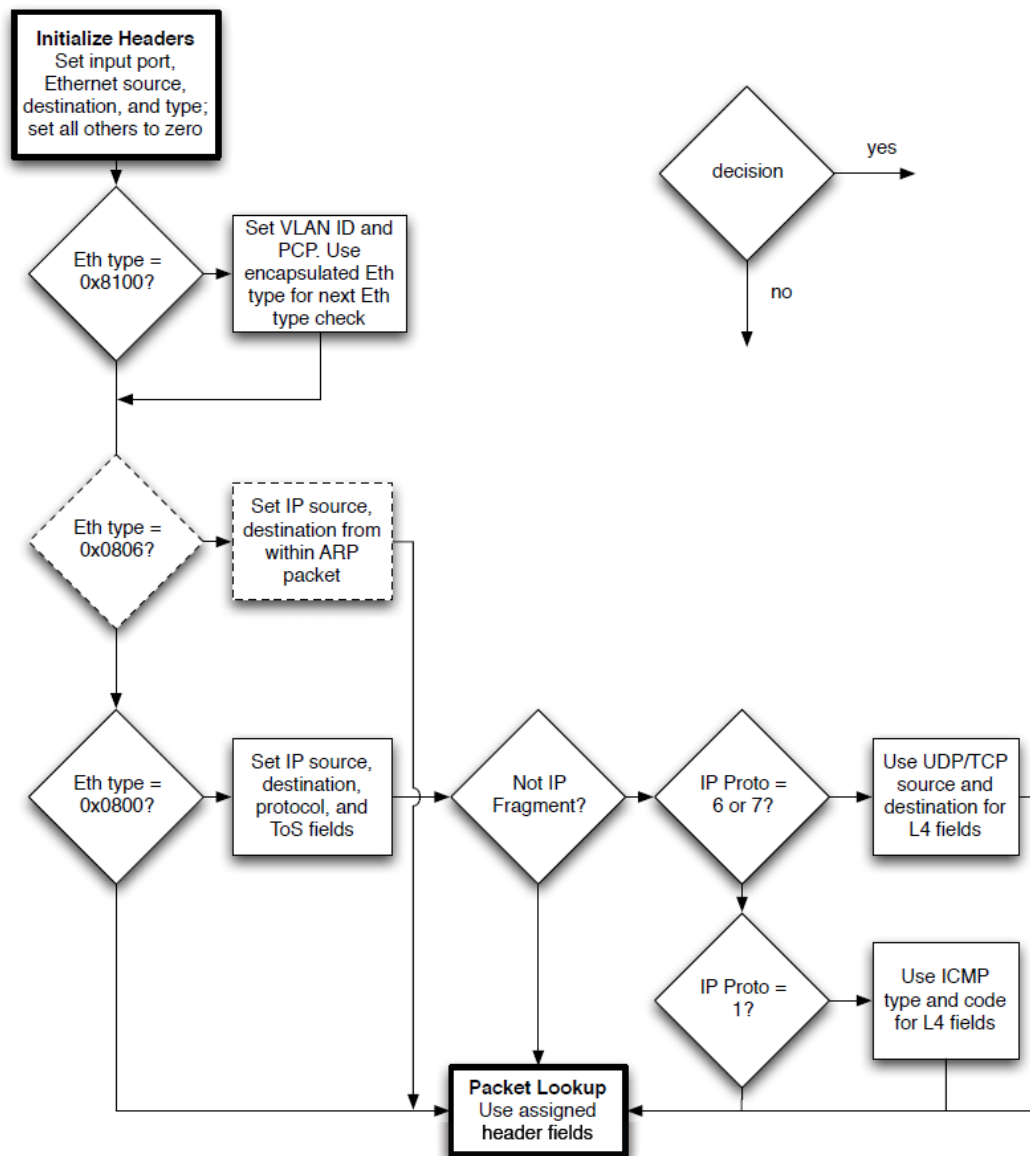 Initialize Headers
Set input port,
Ethernet source,
destination, and type;
set all others to zero
decision
yes
no
Eth type =
0x8100?
Set VLAN ID and
PCP. Use
encapsulated Eth
type for next Eth
type check
Eth type =
0x0806?
Set IP source,
destination from
within ARP
packet
Eth type =
0x0800?
Set IP source,
destination,
protocol, and
ToS fields
Not IP
Fragment?
IP Proto =
6 or 7?
Use UDP/TCP
source and
destination for
L4 fields
IP Proto =
1?
Use ICMP
type and code
for L4 fields
Packet Lookup
Use assigned
header fields